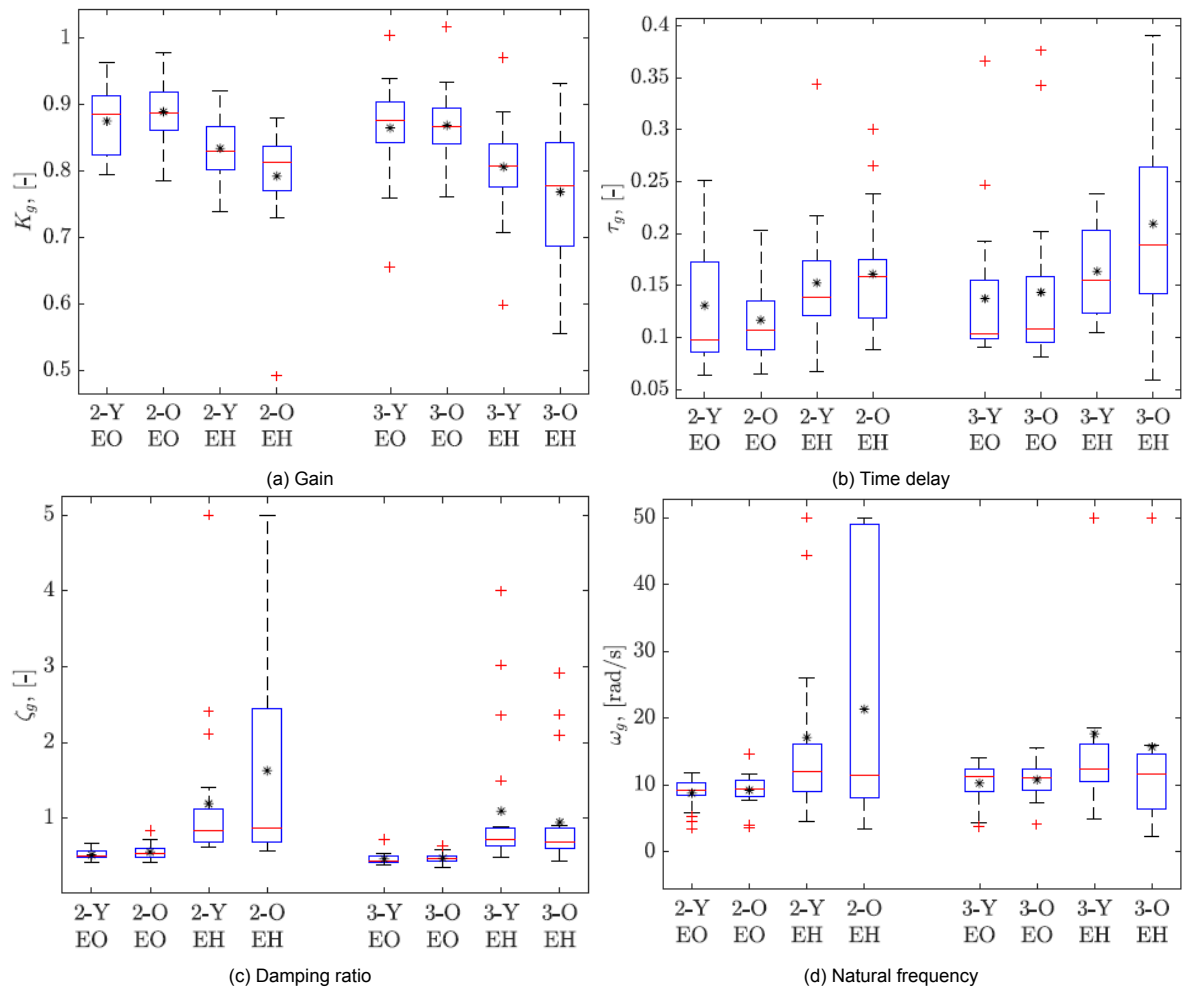 1
0.9
0.8
0.7
0.6
0.5
K_g, [-]
2-Y 2-O 2-Y 2-O 3-Y 3-O 3-Y 3-O
EO EO EH EH EO EO EH EH
(a) Gain
0.4
0.35
0.3
0.25
0.2
0.15
0.1
0.05
τ_g, [-]
2-Y 2-O 2-Y 2-O 3-Y 3-O 3-Y 3-O
EO EO EH EH EO EO EH EH
(b) Time delay
5
4
3
2
1
ζ_g, [-]
2-Y 2-O 2-Y 2-O 3-Y 3-O 3-Y 3-O
EO EO EH EH EO EO EH EH
(c) Damping ratio
50
40
30
20
10
0
ω_g, [rad/s]
2-Y 2-O 2-Y 2-O 3-Y 3-O 3-Y 3-O
EO EO EH EH EO EO EH EH
(d) Natural frequency